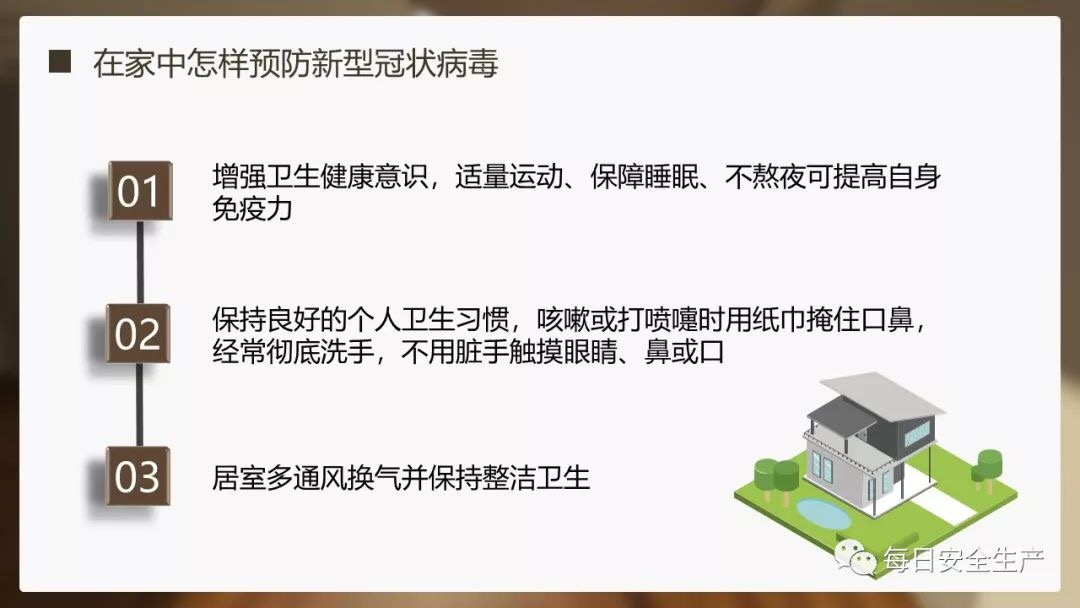 在家中怎样预防新型冠状病毒
01
增强卫生健康意识，适量运动、保障睡眠、不熬夜可提高自身
免疫力
02
保持良好的个人卫生习惯，咳嗽或打喷嚏时用纸巾掩住口鼻，
经常彻底洗手，不用脏手触摸眼睛、鼻或口
03
居室多通风换气并保持整洁卫生
每日安全生产